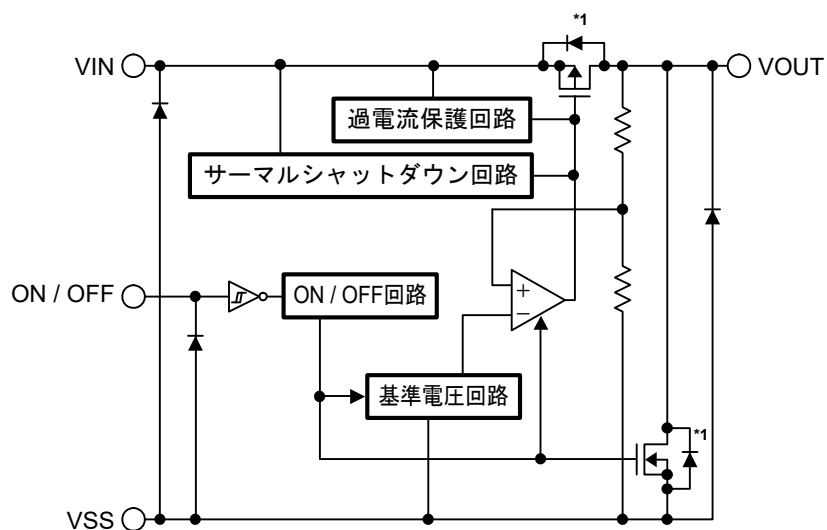 *1
VIN
VOUT
過電流保護回路
サーマルシャットダウン回路
ON / OFF
ON / OFF回路
+
−
基準電圧回路
*1
VSS